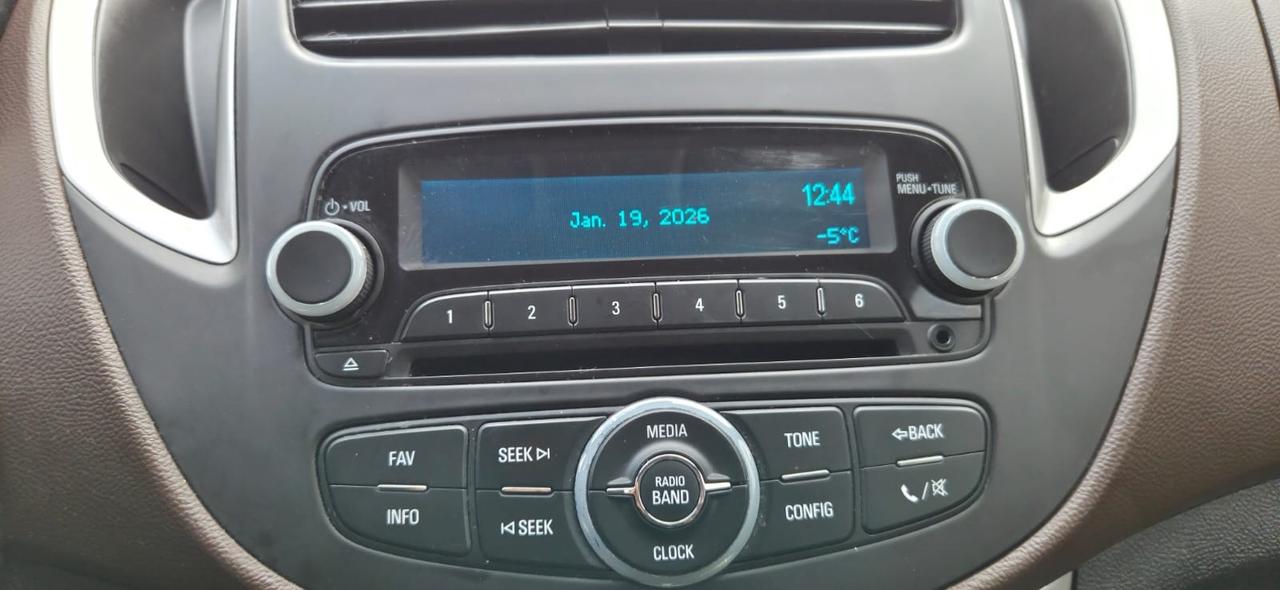 12:44
Jan. 19, 2026
-5°C
VOL
PUSH
MENU•TUNE
1 2 3 4 5 6
FAV
INFO
SEEK
SEEK
MEDIA
RADIO
BAND
CLOCK
TONE
CONFIG
BACK